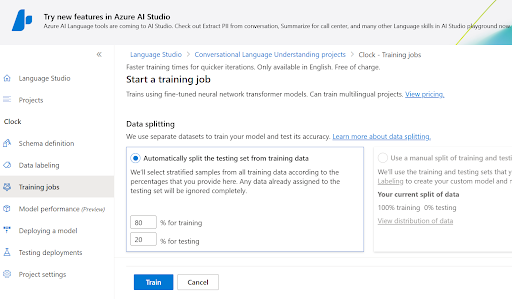 Try new features in Azure AI Studio
Azure AI Language tools are coming to AI Studio. Check out Extract PII from conversation, Summarize for call center, and many other Language skills in AI Studio playground now
«
Language Studio > Conversational Language Understanding projects > Clock - Training jobs
Faster training times for quicker iterations. Only available in English. Free of charge.
Start a training job
Language Studio
Trains using fine-tuned neural network transformer models. Can train multilingual projects. View pricing.
Projects
Clock
Data splitting
We use separate datasets to train your model and test its accuracy. Learn more about data splitting.
Schema definition
Data labeling
Training jobs
Model performance (Preview)
Deploying a model
Testing deployments
Project settings
Automatically split the testing set from training data
We'll select stratified samples from all training data according to the
percentages that you provide here. Any data already assigned to the
testing set will be ignored completely.
80 % for training
20 % for testing
Use a manual split of training and testi
We'll use the training and testing sets that y
Labeling to create your custom model and m
Your current split of data
100% training 0% testing
View distribution of data
Train Cancel